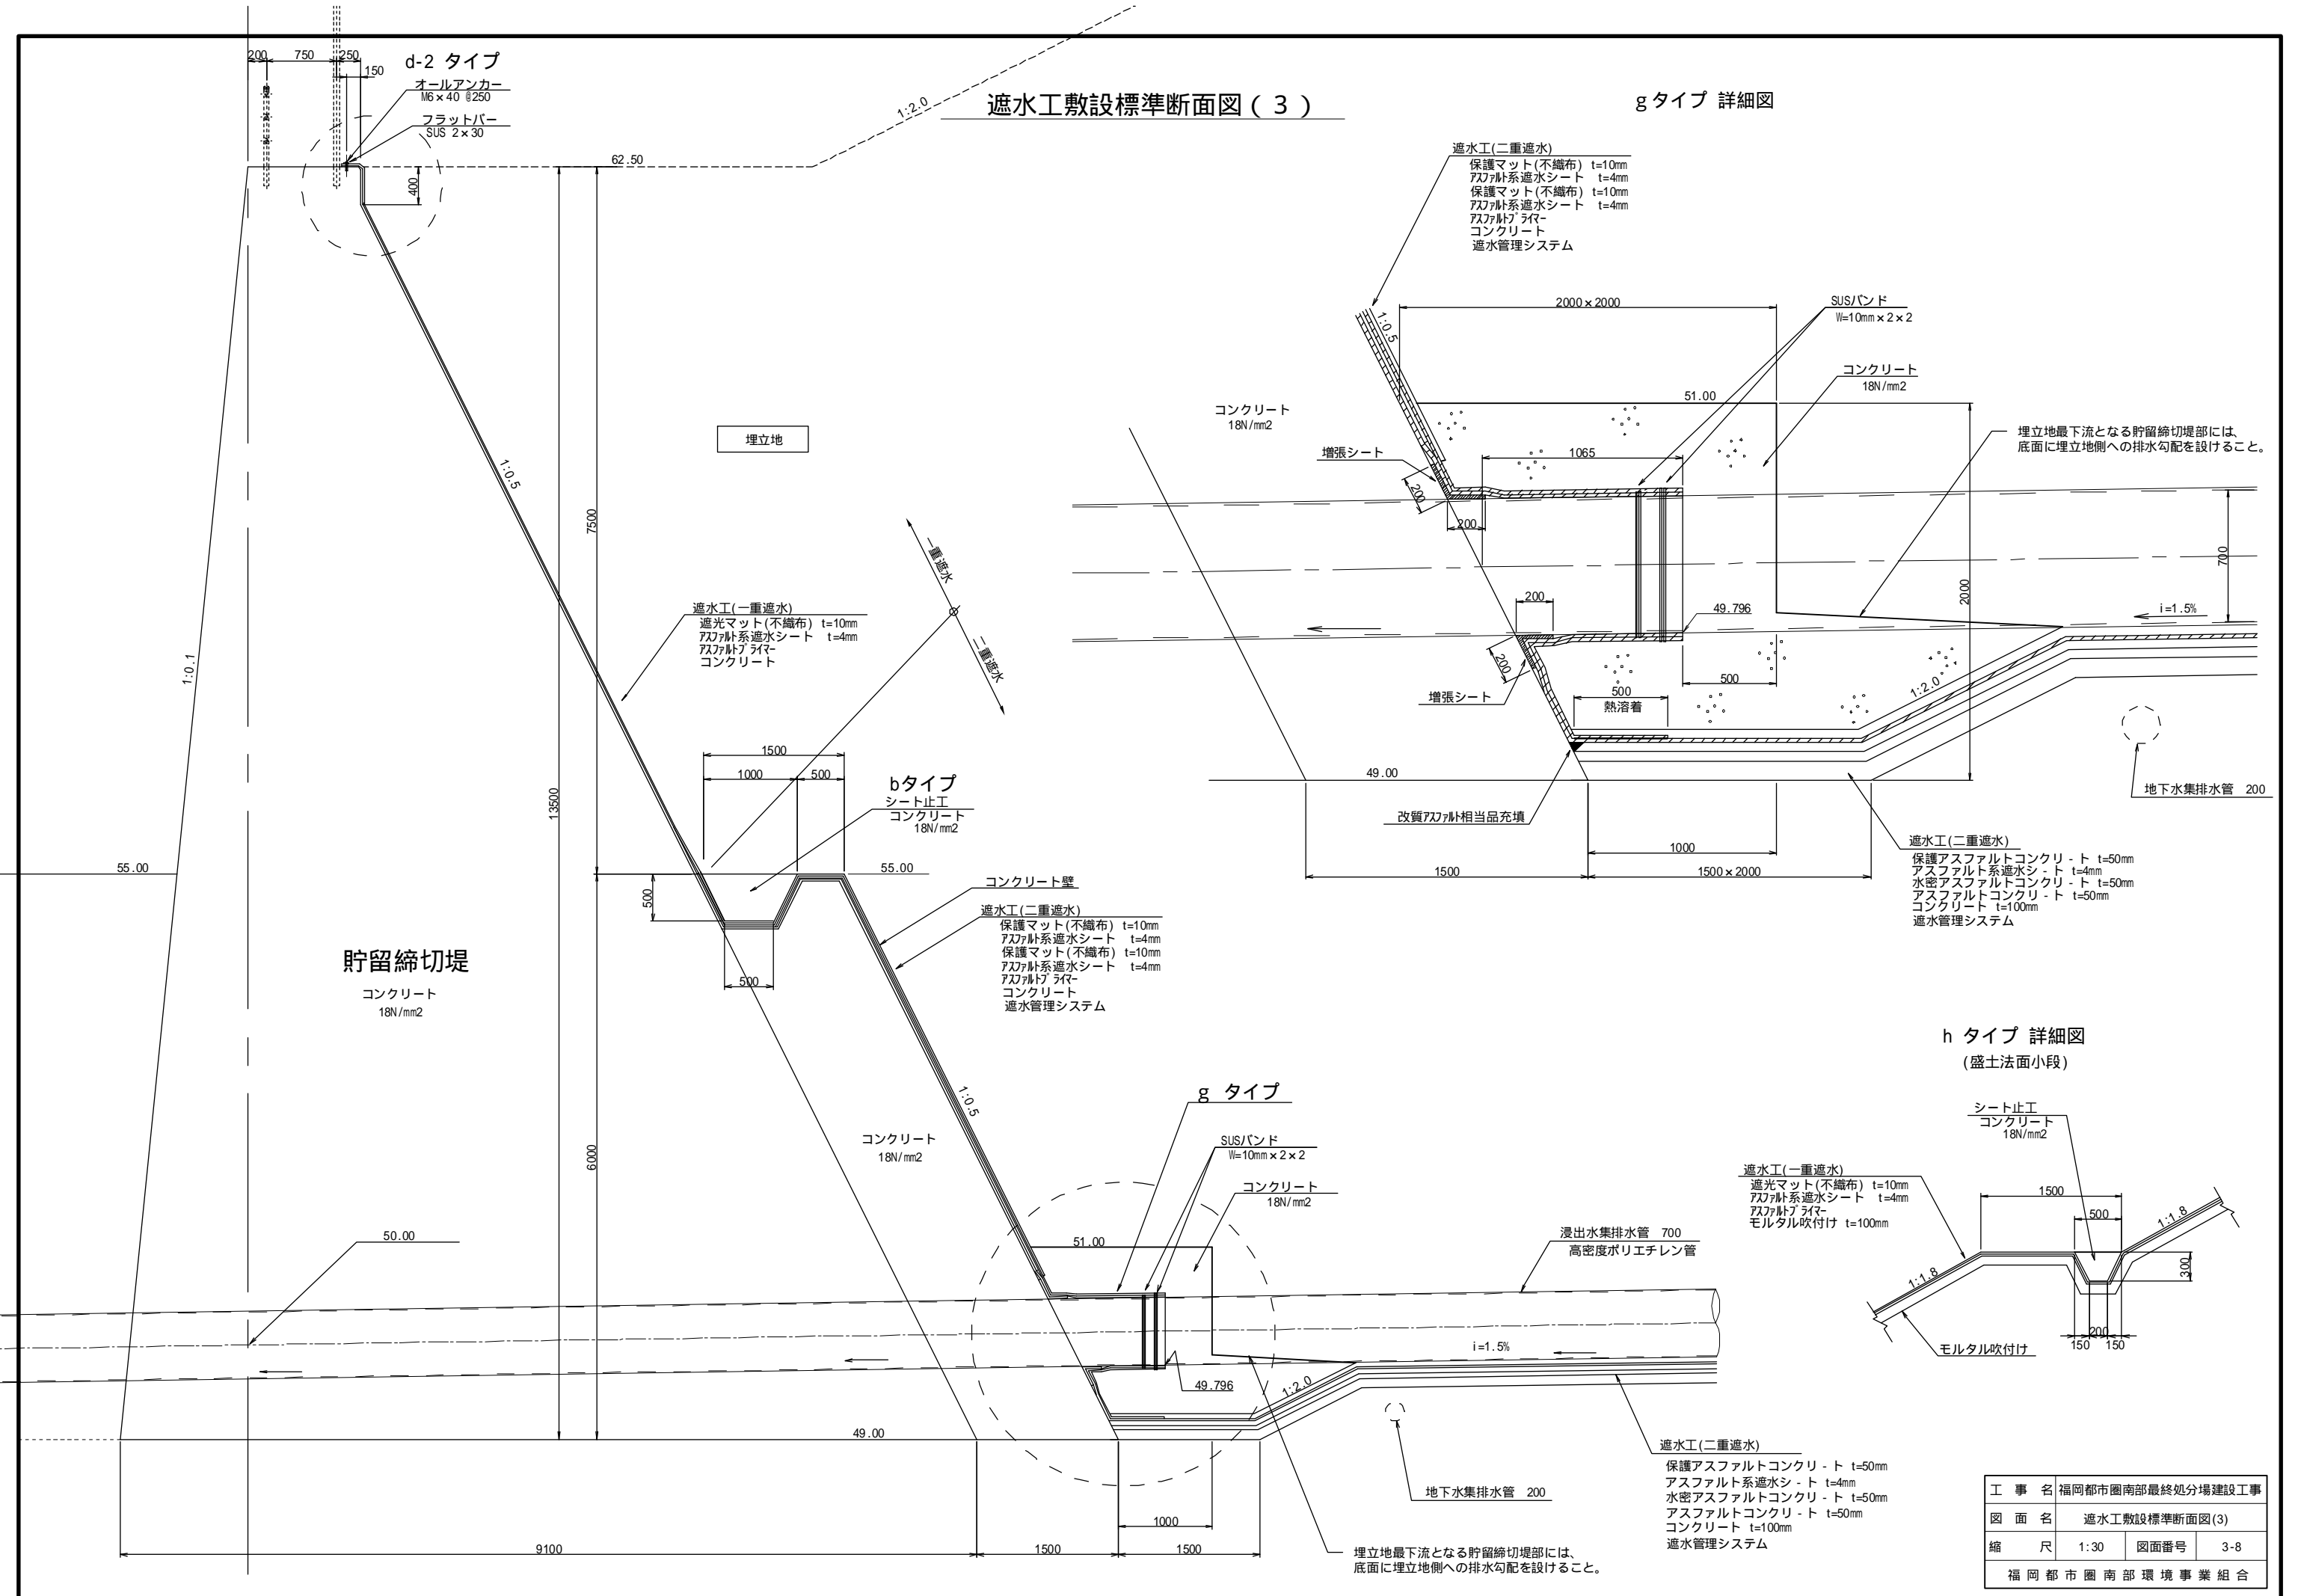 遮水工敷設標準断面図(3)
200
750
250
150
d-2 タイプ
オールアンカー
M6×40 @250
フラットバー
SUS 2×30
1:2.0
62.50
400
1:0.5
7500
13500
6000
埋立地
一重遮水
二重遮水
遮水工(一重遮水)
遮光マット(不織布) t=10mm
ｱｽﾌｧﾙﾄ系遮水シート t=4mm
ｱｽﾌｧﾙﾄﾌﾟﾗｲﾏｰ
コンクリート
1:0.1
1500
1000
500
bタイプ
シート止工
コンクリート
18N/mm2
55.00
55.00
500
500
コンクリート壁
遮水工(二重遮水)
保護マット(不織布) t=10mm
ｱｽﾌｧﾙﾄ系遮水シート t=4mm
保護マット(不織布) t=10mm
ｱｽﾌｧﾙﾄ系遮水シート t=4mm
ｱｽﾌｧﾙﾄﾌﾟﾗｲﾏｰ
コンクリート
遮水管理システム
貯留締切堤
コンクリート
18N/mm2
1:0.5
コンクリート
18N/mm2
g タイプ
SUSバンド
W=10mm×2×2
コンクリート
18N/mm2
50.00
51.00
浸出水集排水管 700
高密度ポリエチレン管
i=1.5%
49.796
1:2.0
49.00
地下水集排水管 200
遮水工(二重遮水)
保護アスファルトコンクリ-ト t=50mm
アスファルト系遮水シ-ト t=4mm
水密アスファルトコンクリ-ト t=50mm
アスファルトコンクリ-ト t=50mm
コンクリート t=100mm
遮水管理システム
1000
9100
1500
1500
埋立地最下流となる貯留締切堤部には、
底面に埋立地側への排水勾配を設けること。
gタイプ 詳細図
遮水工(二重遮水)
保護マット(不織布) t=10mm
ｱｽﾌｧﾙﾄ系遮水シート t=4mm
保護マット(不織布) t=10mm
ｱｽﾌｧﾙﾄ系遮水シート t=4mm
ｱｽﾌｧﾙﾄﾌﾟﾗｲﾏｰ
コンクリート
遮水管理システム
1:0.5
2000×2000
SUSバンド
W=10mm×2×2
コンクリート
18N/mm2
51.00
コンクリート
18N/mm2
埋立地最下流となる貯留締切堤部には、
底面に埋立地側への排水勾配を設けること。
増張シート
1065
200
200
700
2000
200
49.796
i=1.5%
200
増張シート
500
熱溶着
500
1:2.0
49.00
改質ｱｽﾌｧﾙﾄ相当品充填
地下水集排水管 200
1000
1500
1500×2000
遮水工(二重遮水)
保護アスファルトコンクリ-ト t=50mm
アスファルト系遮水シ-ト t=4mm
水密アスファルトコンクリ-ト t=50mm
アスファルトコンクリ-ト t=50mm
コンクリート t=100mm
遮水管理システム
h タイプ 詳細図
(盛土法面小段)
シート止工
コンクリート
18N/mm2
遮水工(一重遮水)
遮光マット(不織布) t=10mm
ｱｽﾌｧﾙﾄ系遮水シート t=4mm
ｱｽﾌｧﾙﾄﾌﾟﾗｲﾏｰ
モルタル吹付け t=100mm
1500
500
1:1.8
1:1.8
300
200
150
150
モルタル吹付け
工事名 福岡都市圏南部最終処分場建設工事
図面名 遮水工敷設標準断面図(3)
縮尺 1:30 図面番号 3-8
福岡都市圏南部環境事業組合